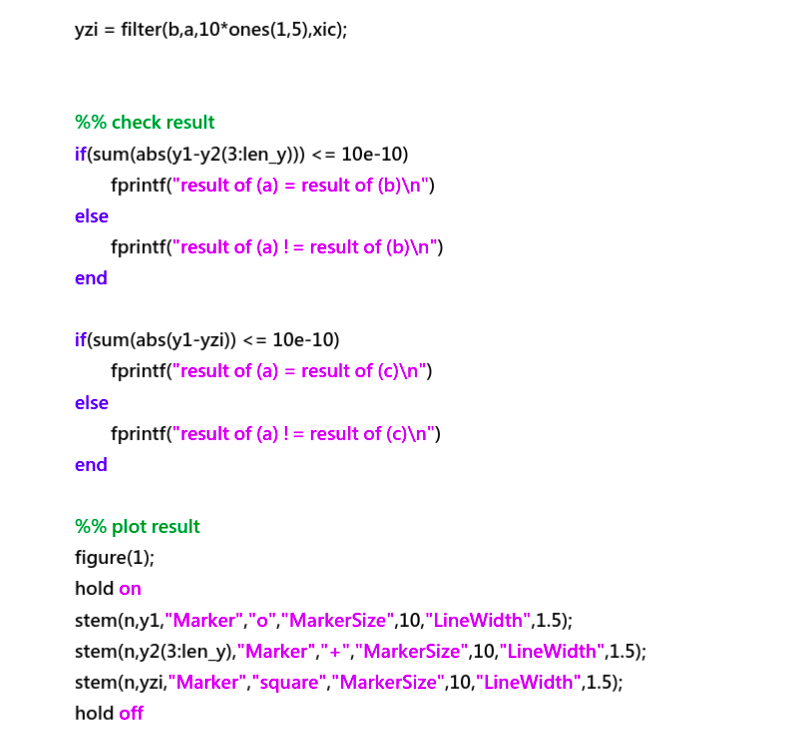 yzi = filter(b,a,10*ones(1,5),xic);
%% check result
if(sum(abs(y1-y2(3:len_y))) <= 10e-10)
fprintf("result of (a) = result of (b)\n")
else
fprintf("result of (a) ! = result of (b)\n")
end
if(sum(abs(y1-yzi)) <= 10e-10)
fprintf("result of (a) = result of (c)\n")
else
fprintf("result of (a) ! = result of (c)\n")
end
%% plot result
figure(1);
hold on
stem(n,y1,"Marker","o","MarkerSize",10,"LineWidth",1.5);
stem(n,y2(3:len_y),"Marker","+","MarkerSize",10,"LineWidth",1.5);
stem(n,yzi,"Marker","square","MarkerSize",10,"LineWidth",1.5);
hold off